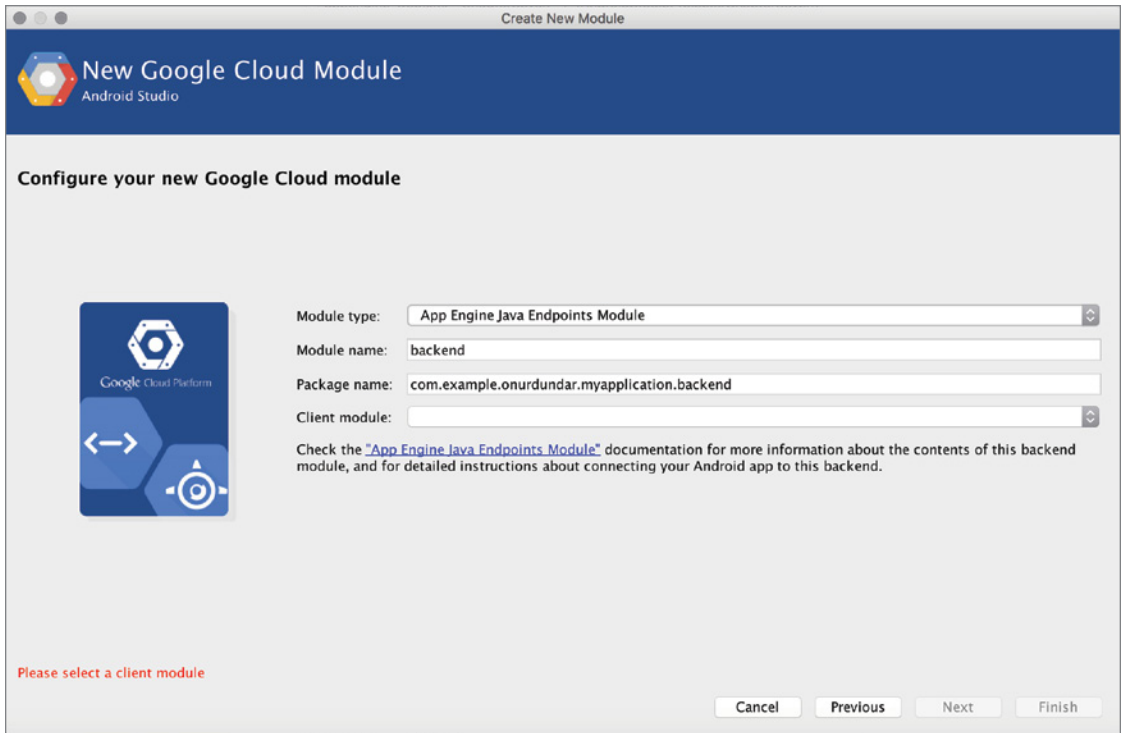 Create New Module
New Google Cloud Module
Android Studio
Configure your new Google Cloud module
Google Cloud Platform
Module type: App Engine Java Endpoints Module
Module name: backend
Package name: com.example.onurdundar.myapplication.backend
Client module:
Check the "App Engine Java Endpoints Module" documentation for more information about the contents of this backend
module, and for detailed instructions about connecting your Android app to this backend.
Please select a client module
Cancel Previous Next Finish